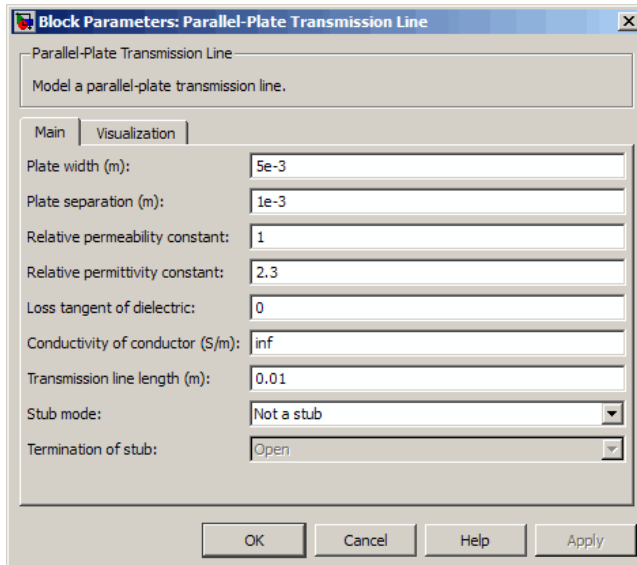 Block Parameters: Parallel-Plate Transmission Line
Parallel-Plate Transmission Line
Model a parallel-plate transmission line.
Main Visualization
Plate width (m): 5e-3
Plate separation (m): 1e-3
Relative permeability constant: 1
Relative permittivity constant: 2.3
Loss tangent of dielectric: 0
Conductivity of conductor (S/m): inf
Transmission line length (m): 0.01
Stub mode: Not a stub
Termination of stub: Open
OK Cancel Help Apply